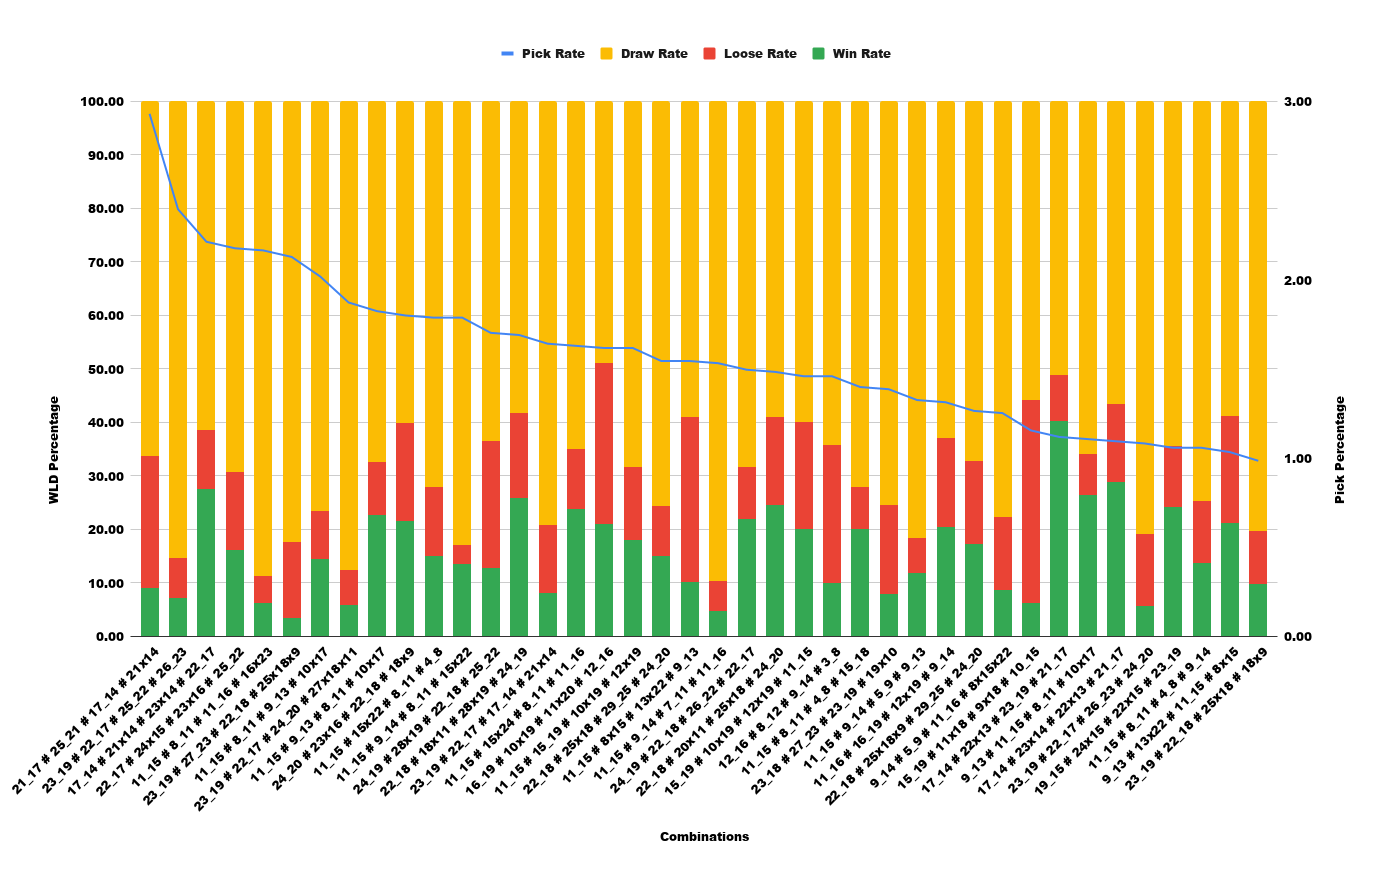 Pick Rate
Draw Rate
Loose Rate
Win Rate
100.00
90.00
80.00
70.00
60.00
50.00
40.00
30.00
20.00
10.00
0.00
WLD Percentage
3.00
2.00
1.00
0.00
Pick Percentage
21_17 # 25_21 # 17_14 # 21x14
23_19 # 22_17 # 25_22 # 26_23
17_14 # 21x14 # 23x14 # 22_17
22_17 # 24x15 # 23x16 # 25_22
11_15 # 8_11 # 11_16 # 16x23
23_19 # 27_23 # 22_18 # 25x18x9
11_15 # 8_11 # 9_13 # 10x17
23_19 # 22_17 # 24_20 # 27x18x11
11_15 # 9_13 # 8_11 # 10x17
24_20 # 23x16 # 22_18 # 18x9
11_15 # 15x22 # 8_11 # 4_8
11_15 # 9_14 # 8_11 # 15x22
24_19 # 28x19 # 22_18 # 25_22
22_18 # 18x11 # 28x19 # 24_19
23_19 # 22_17 # 17_14 # 21x14
11_15 # 15x24 # 8_11 # 11_16
16_19 # 10x19 # 11x20 # 12_16
11_15 # 15_19 # 10x19 # 12x19
22_18 # 25x18 # 29_25 # 24_20
11_15 # 8x15 # 13x22 # 9_13
11_15 # 9_14 # 7_11 # 11_16
24_19 # 22_18 # 26_22 # 22_17
22_18 # 20x11 # 25x18 # 24_20
15_19 # 10x19 # 12x19 # 11_15
12_16 # 8_12 # 9_14 # 3_8
11_15 # 8_11 # 4_8 # 15_18
23_18 # 27_23 # 23_19 # 19x10
11_15 # 9_14 # 5_9 # 9_13
11_16 # 16_19 # 12x19 # 9_14
22_18 # 25x18x9 # 29_25 # 24_20
9_14 # 5_9 # 11_16 # 8x15x22
15_19 # 11x18 # 9x18 # 10_15
17_14 # 22x13 # 23_19 # 21_17
9_13 # 11_15 # 8_11 # 10x17
17_14 # 23x14 # 22x13 # 21_17
23_19 # 22_17 # 26_23 # 24_20
19_15 # 24x15 # 22x15 # 23_19
11_15 # 8_11 # 4_8 # 9_14
9_13 # 13x22 # 11_15 # 8x15
23_19 # 22_18 # 25x18 # 18x9
Combinations